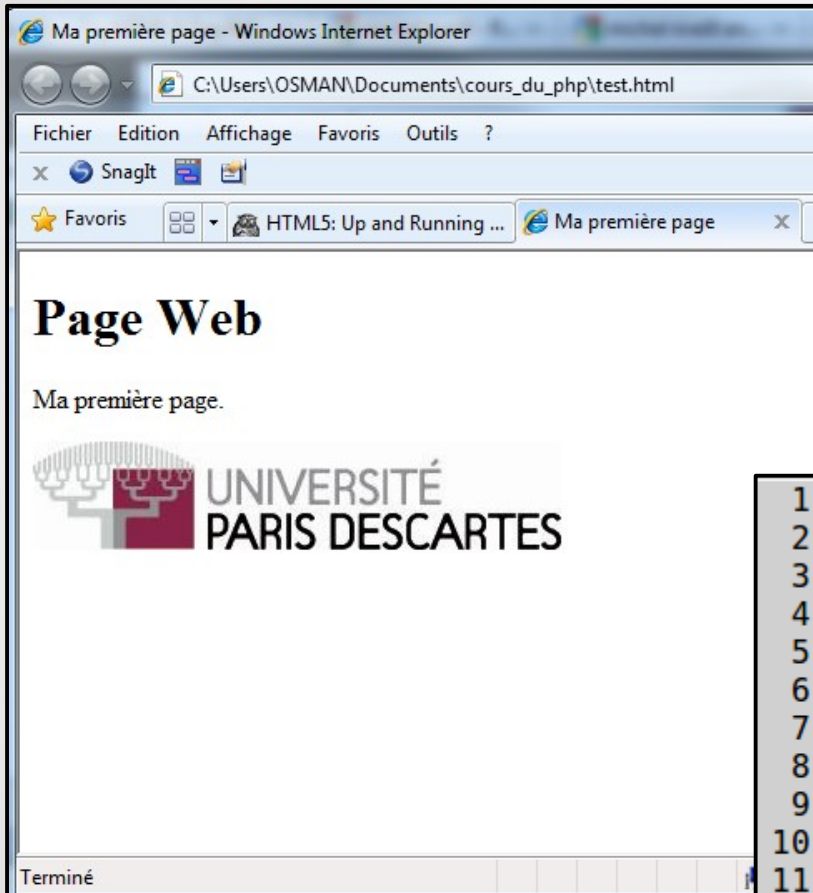 Ma première page - Windows Internet Explorer
C:\Users\OSMAN\Documents\cours_du_php\test.html
Fichier Edition Affichage Favoris Outils ?
x SnagIt
Favoris HTML5: Up and Running ... Ma première page x
Page Web
Ma première page.
UNIVERSITÉ
PARIS DESCARTES
Terminé
1
2
3
4
5
6
7
8
9
10
11